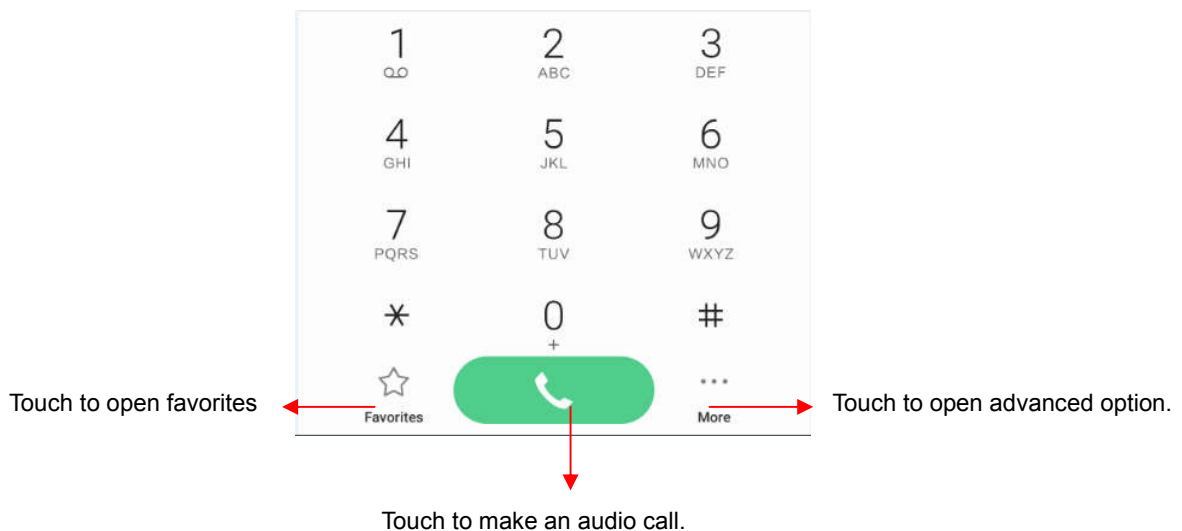 1 2 3
ABC DEF
4 5 6
GHI JKL MNO
7 8 9
PQRS TUV WXYZ
* 0 #
+
Touch to open favorites
Favorites
...
More
Touch to open advanced option.
Touch to make an audio call.